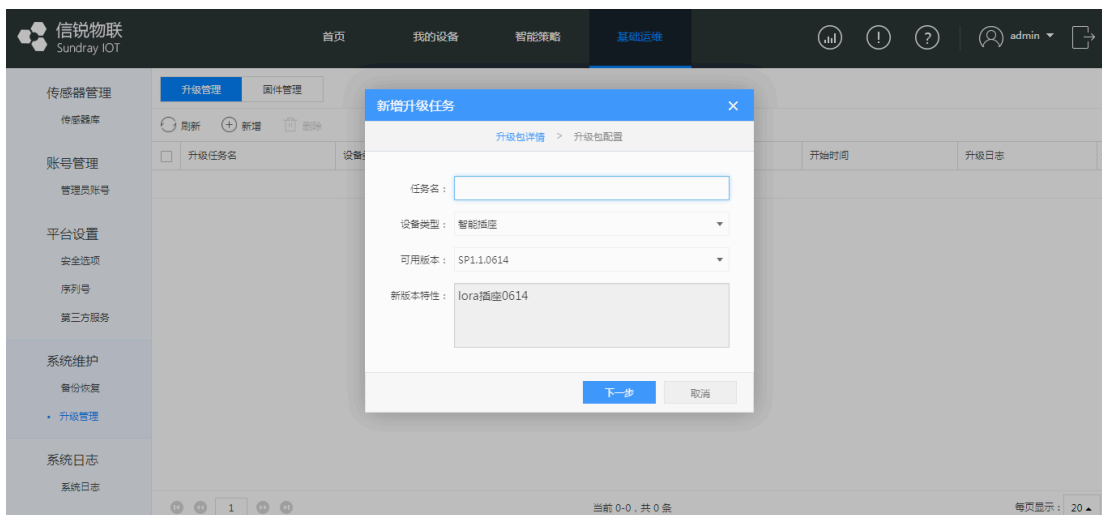 信锐物联
Sundray IOT
首页 我的设备 智能策略 基础运维 admin
传感器管理
传感器库
账号管理
管理员账号
平台设置
安全选项
序列号
第三方服务
系统维护
备份恢复
• 升级管理
系统日志
系统日志
升级管理 固件管理
刷新 新增 删除
升级任务名 设备 开始时间 升级日志
新增升级任务
升级包详情 > 升级包配置
任务名：
设备类型： 智能插座
可用版本： SP1.1.0614
新版本特性： lora插座0614
下一步 取消
1 当前 0-0，共 0 条 每页显示： 20